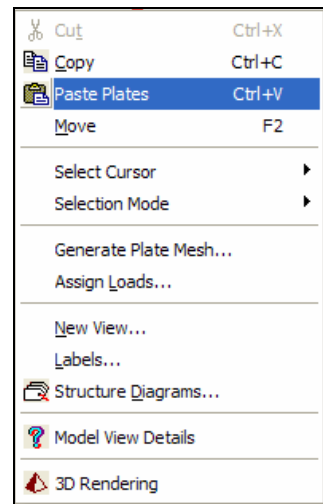 Cut Ctrl+X
Copy Ctrl+C
Paste Plates Ctrl+V
Move F2
Select Cursor
Selection Mode
Generate Plate Mesh...
Assign Loads...
New View...
Labels...
Structure Diagrams...
Model View Details
3D Rendering